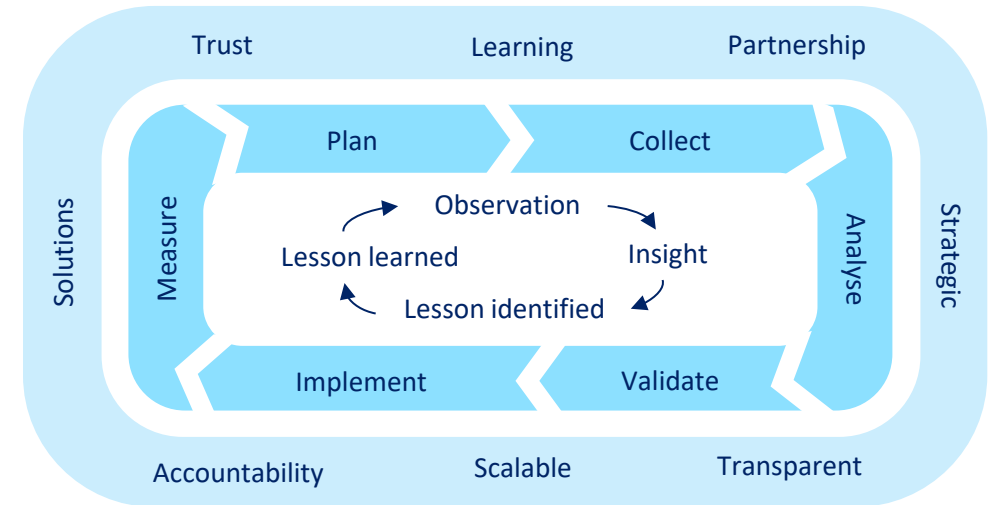 Trust
Learning
Partnership
Plan
Collect
Observation
Solutions
Measure
Lesson learned
Insight
Analyse
Strategic
Lesson identified
Implement
Validate
Accountability
Scalable
Transparent